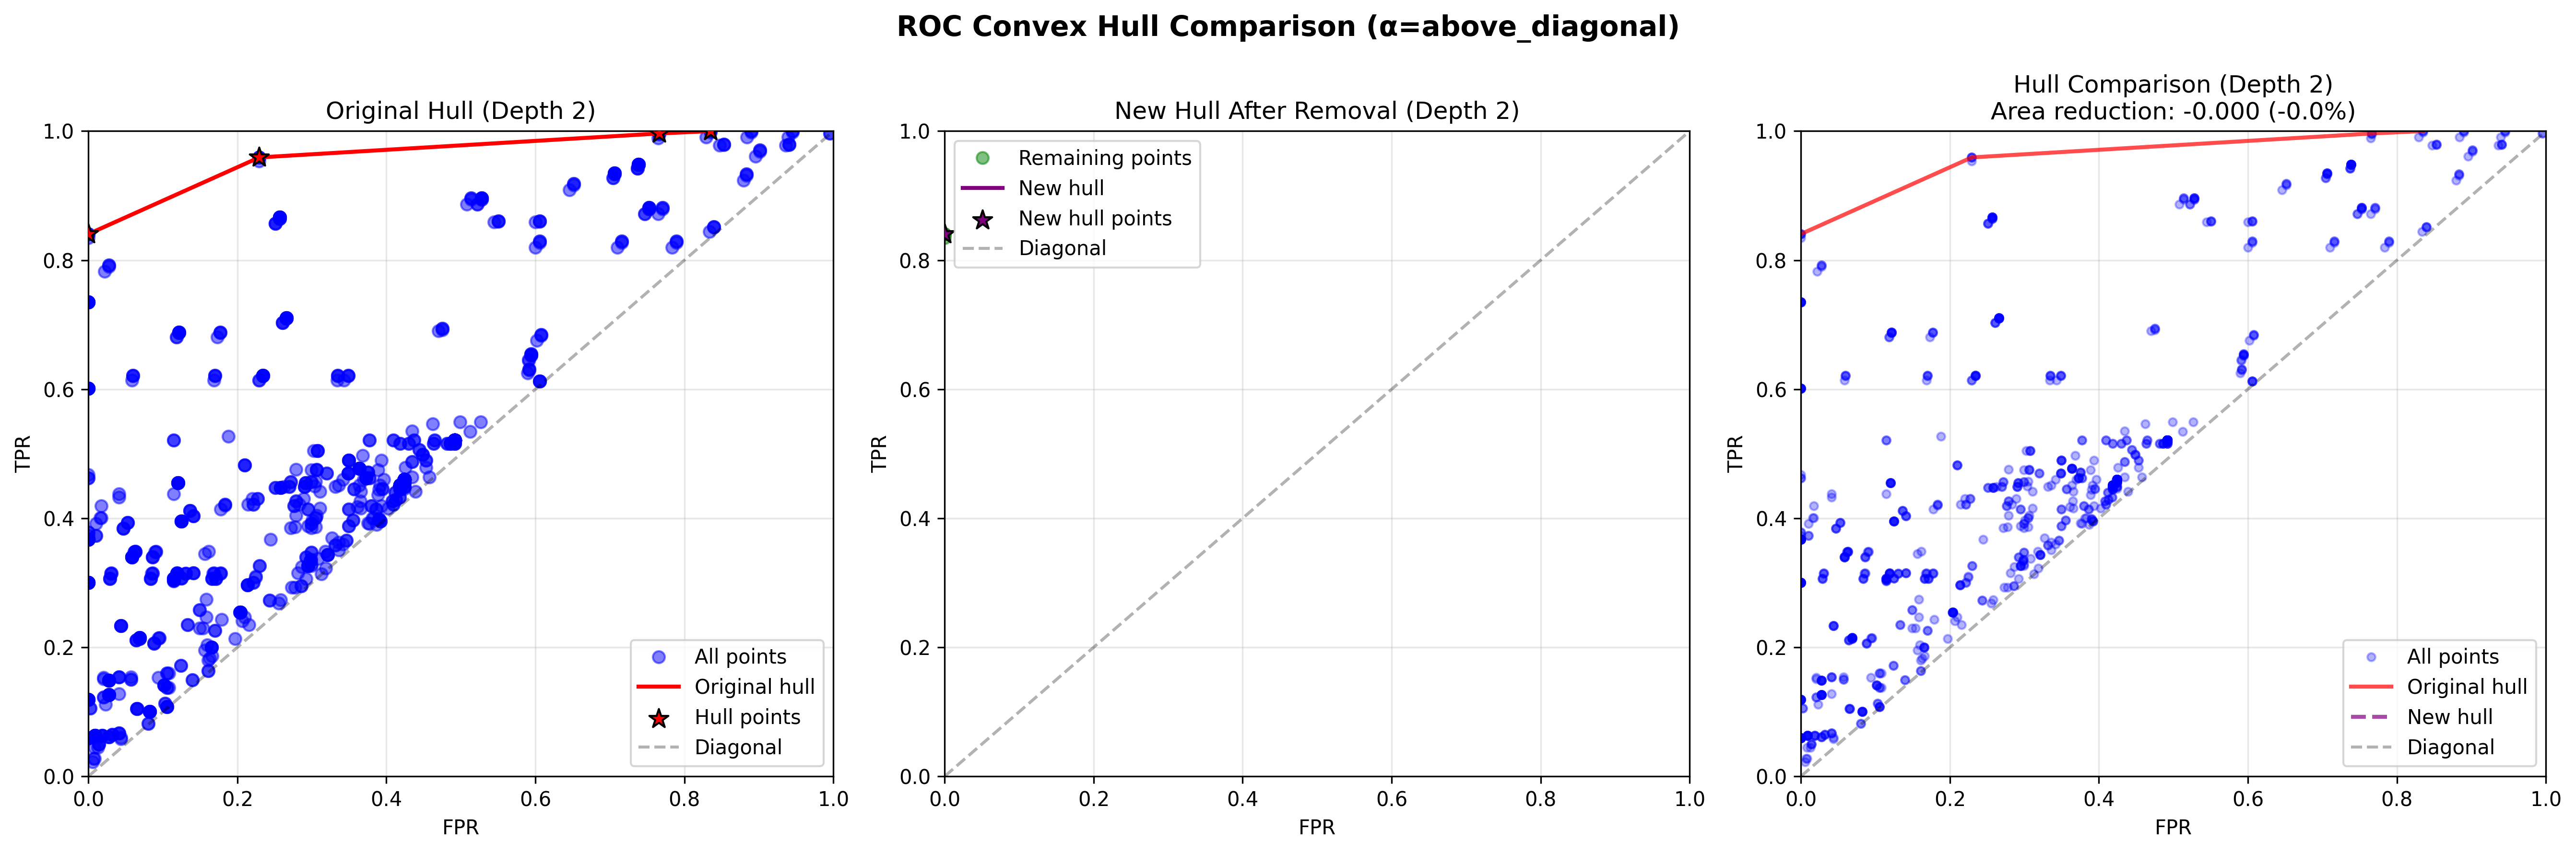 ROC Convex Hull Comparison (α=above_diagonal)
Original Hull (Depth 2)
1.0
0.8
0.6
0.4
0.2
0.0
TPR
0.0
0.2
0.4
0.6
0.8
1.0
FPR
All points
Original hull
Hull points
Diagonal
New Hull After Removal (Depth 2)
1.0
0.8
0.6
0.4
0.2
0.0
TPR
0.0
0.2
0.4
0.6
0.8
1.0
FPR
Remaining points
New hull
New hull points
Diagonal
Hull Comparison (Depth 2)
Area reduction: -0.000 (-0.0%)
1.0
0.8
0.6
0.4
0.2
0.0
TPR
0.0
0.2
0.4
0.6
0.8
1.0
FPR
All points
Original hull
New hull
Diagonal